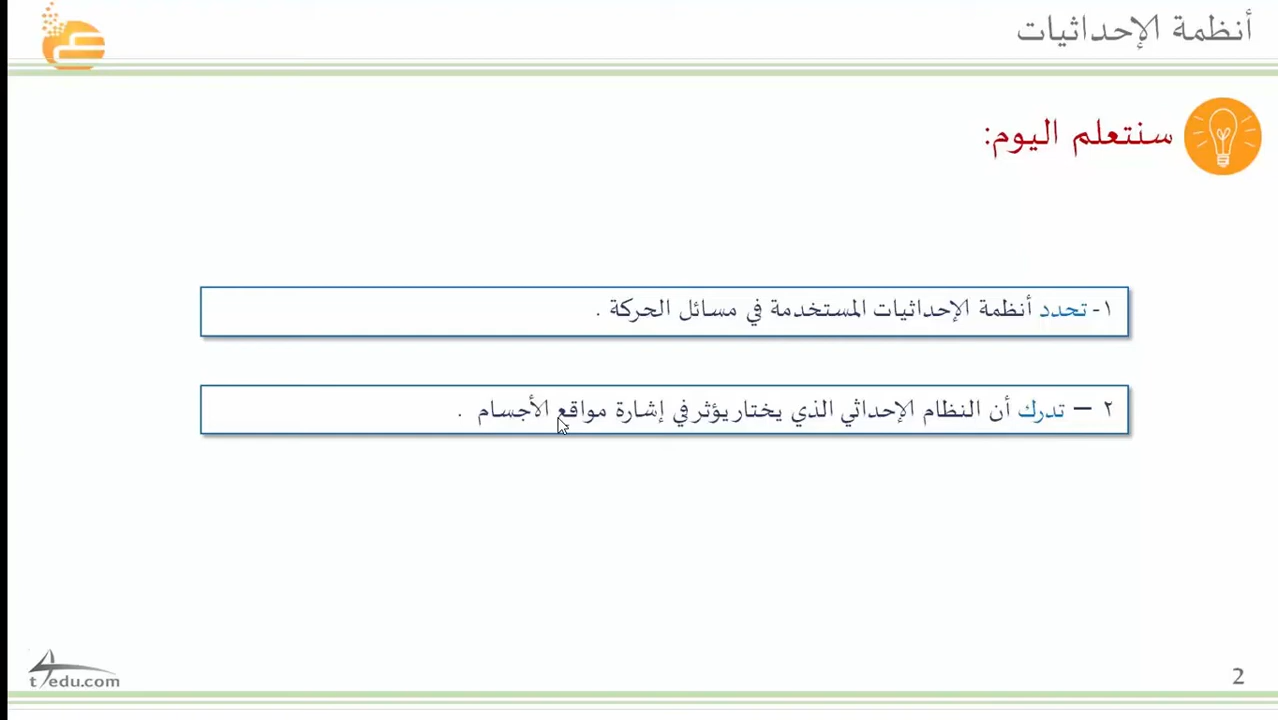 أنظمة الإحداثيات
سنتعلم اليوم:
١- تحدد أنظمة الإحداثيات المستخدمة في مسائل الحركة .
٢ – تدرك أن النظام الإحداثي الذي يختار يؤثر في إشارة مواقع الأجسام .
t4edu.com
2